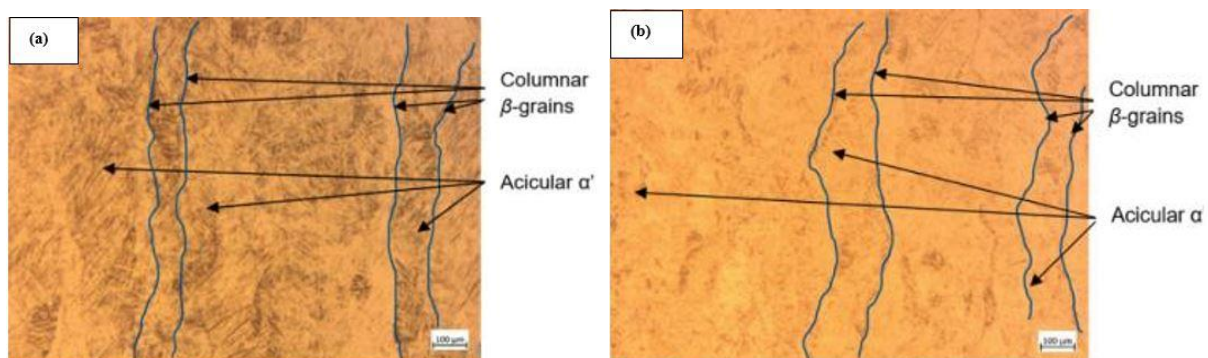 (a)
Columnar
β-grains
Acicular α'
100 µm
(b)
Columnar
β-grains
Acicular α
100 µm